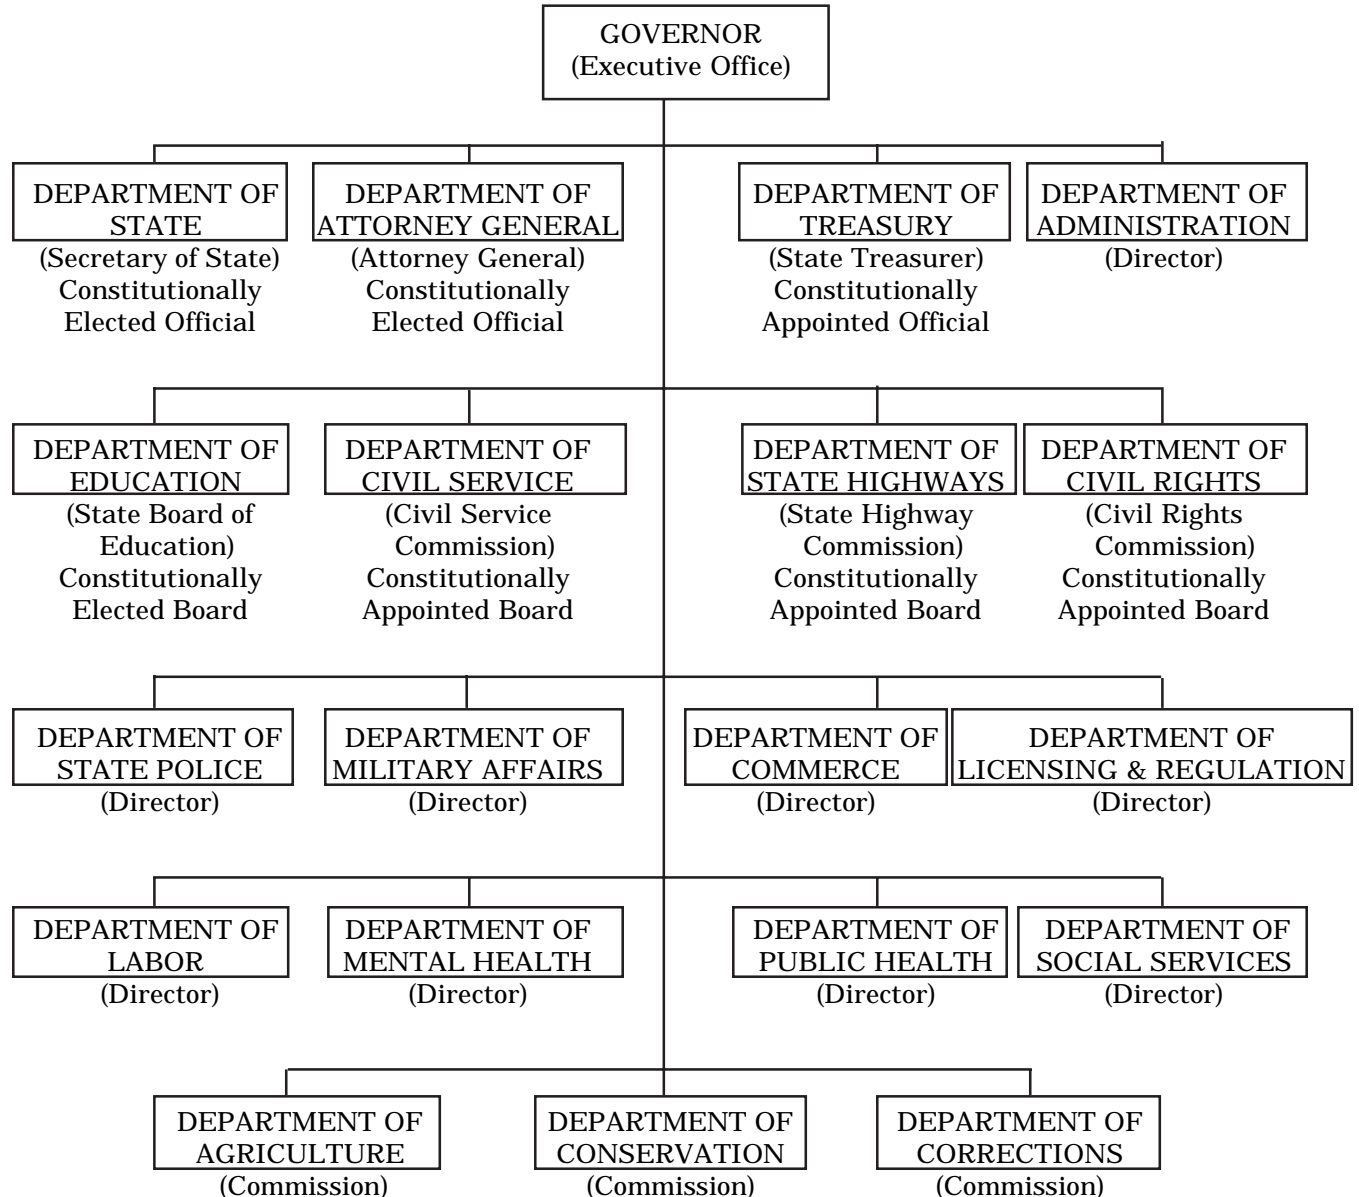 GOVERNOR
(Executive Office)
DEPARTMENT OF
STATE
(Secretary of State)
Constitutionally
Elected Official
DEPARTMENT OF
ATTORNEY GENERAL
(Attorney General)
Constitutionally
Elected Official
DEPARTMENT OF
TREASURY
(State Treasurer)
Constitutionally
Appointed Official
DEPARTMENT OF
ADMINISTRATION
(Director)
DEPARTMENT OF
EDUCATION
(State Board of
Education)
Constitutionally
Elected Board
DEPARTMENT OF
CIVIL SERVICE
(Civil Service
Commission)
Constitutionally
Appointed Board
DEPARTMENT OF
STATE HIGHWAYS
(State Highway
Commission)
Constitutionally
Appointed Board
DEPARTMENT OF
CIVIL RIGHTS
(Civil Rights
Commission)
Constitutionally
Appointed Board
DEPARTMENT OF
STATE POLICE
(Director)
DEPARTMENT OF
MILITARY AFFAIRS
(Director)
DEPARTMENT OF
COMMERCE
(Director)
DEPARTMENT OF
LICENSING & REGULATION
(Director)
DEPARTMENT OF
LABOR
(Director)
DEPARTMENT OF
MENTAL HEALTH
(Director)
DEPARTMENT OF
PUBLIC HEALTH
(Director)
DEPARTMENT OF
SOCIAL SERVICES
(Director)
DEPARTMENT OF
AGRICULTURE
(Commission)
DEPARTMENT OF
CONSERVATION
(Commission)
DEPARTMENT OF
CORRECTIONS
(Commission)